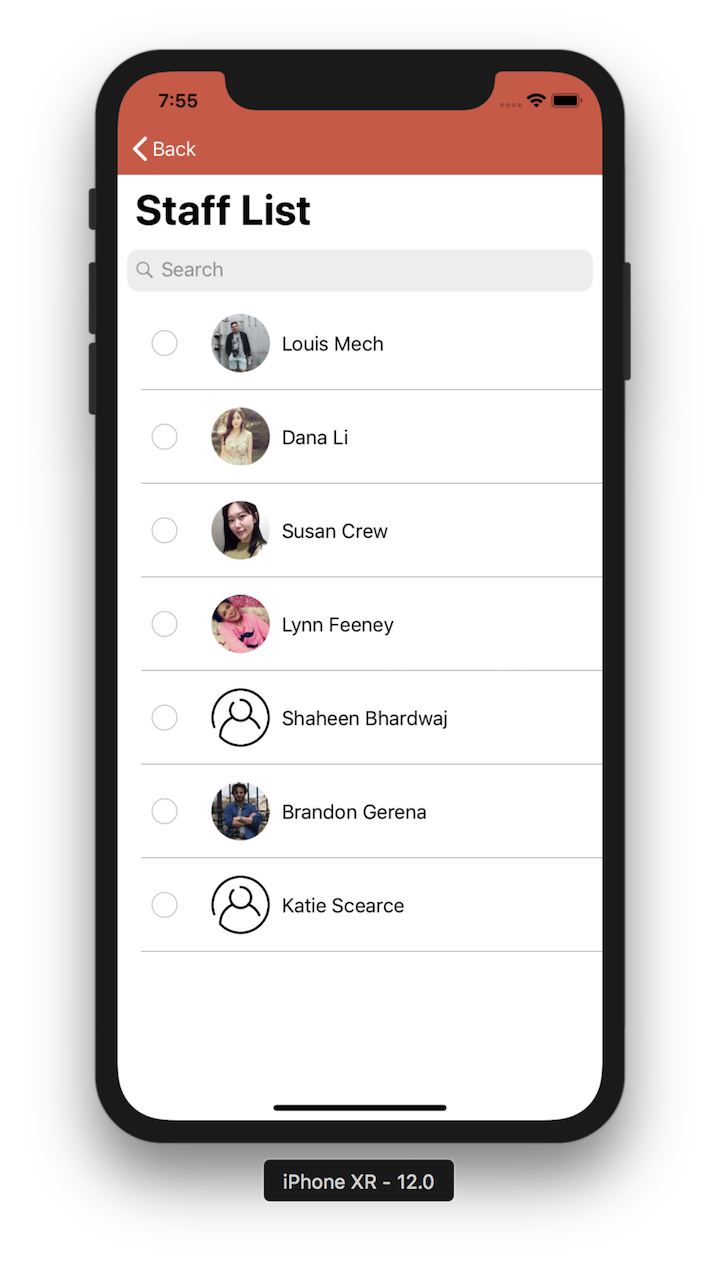 7:55
Back
Staff List
Search
Louis Mech
Dana Li
Susan Crew
Lynn Feeney
Shaheen Bhardwaj
Brandon Gerena
Katie Scearce
iPhone XR - 12.0